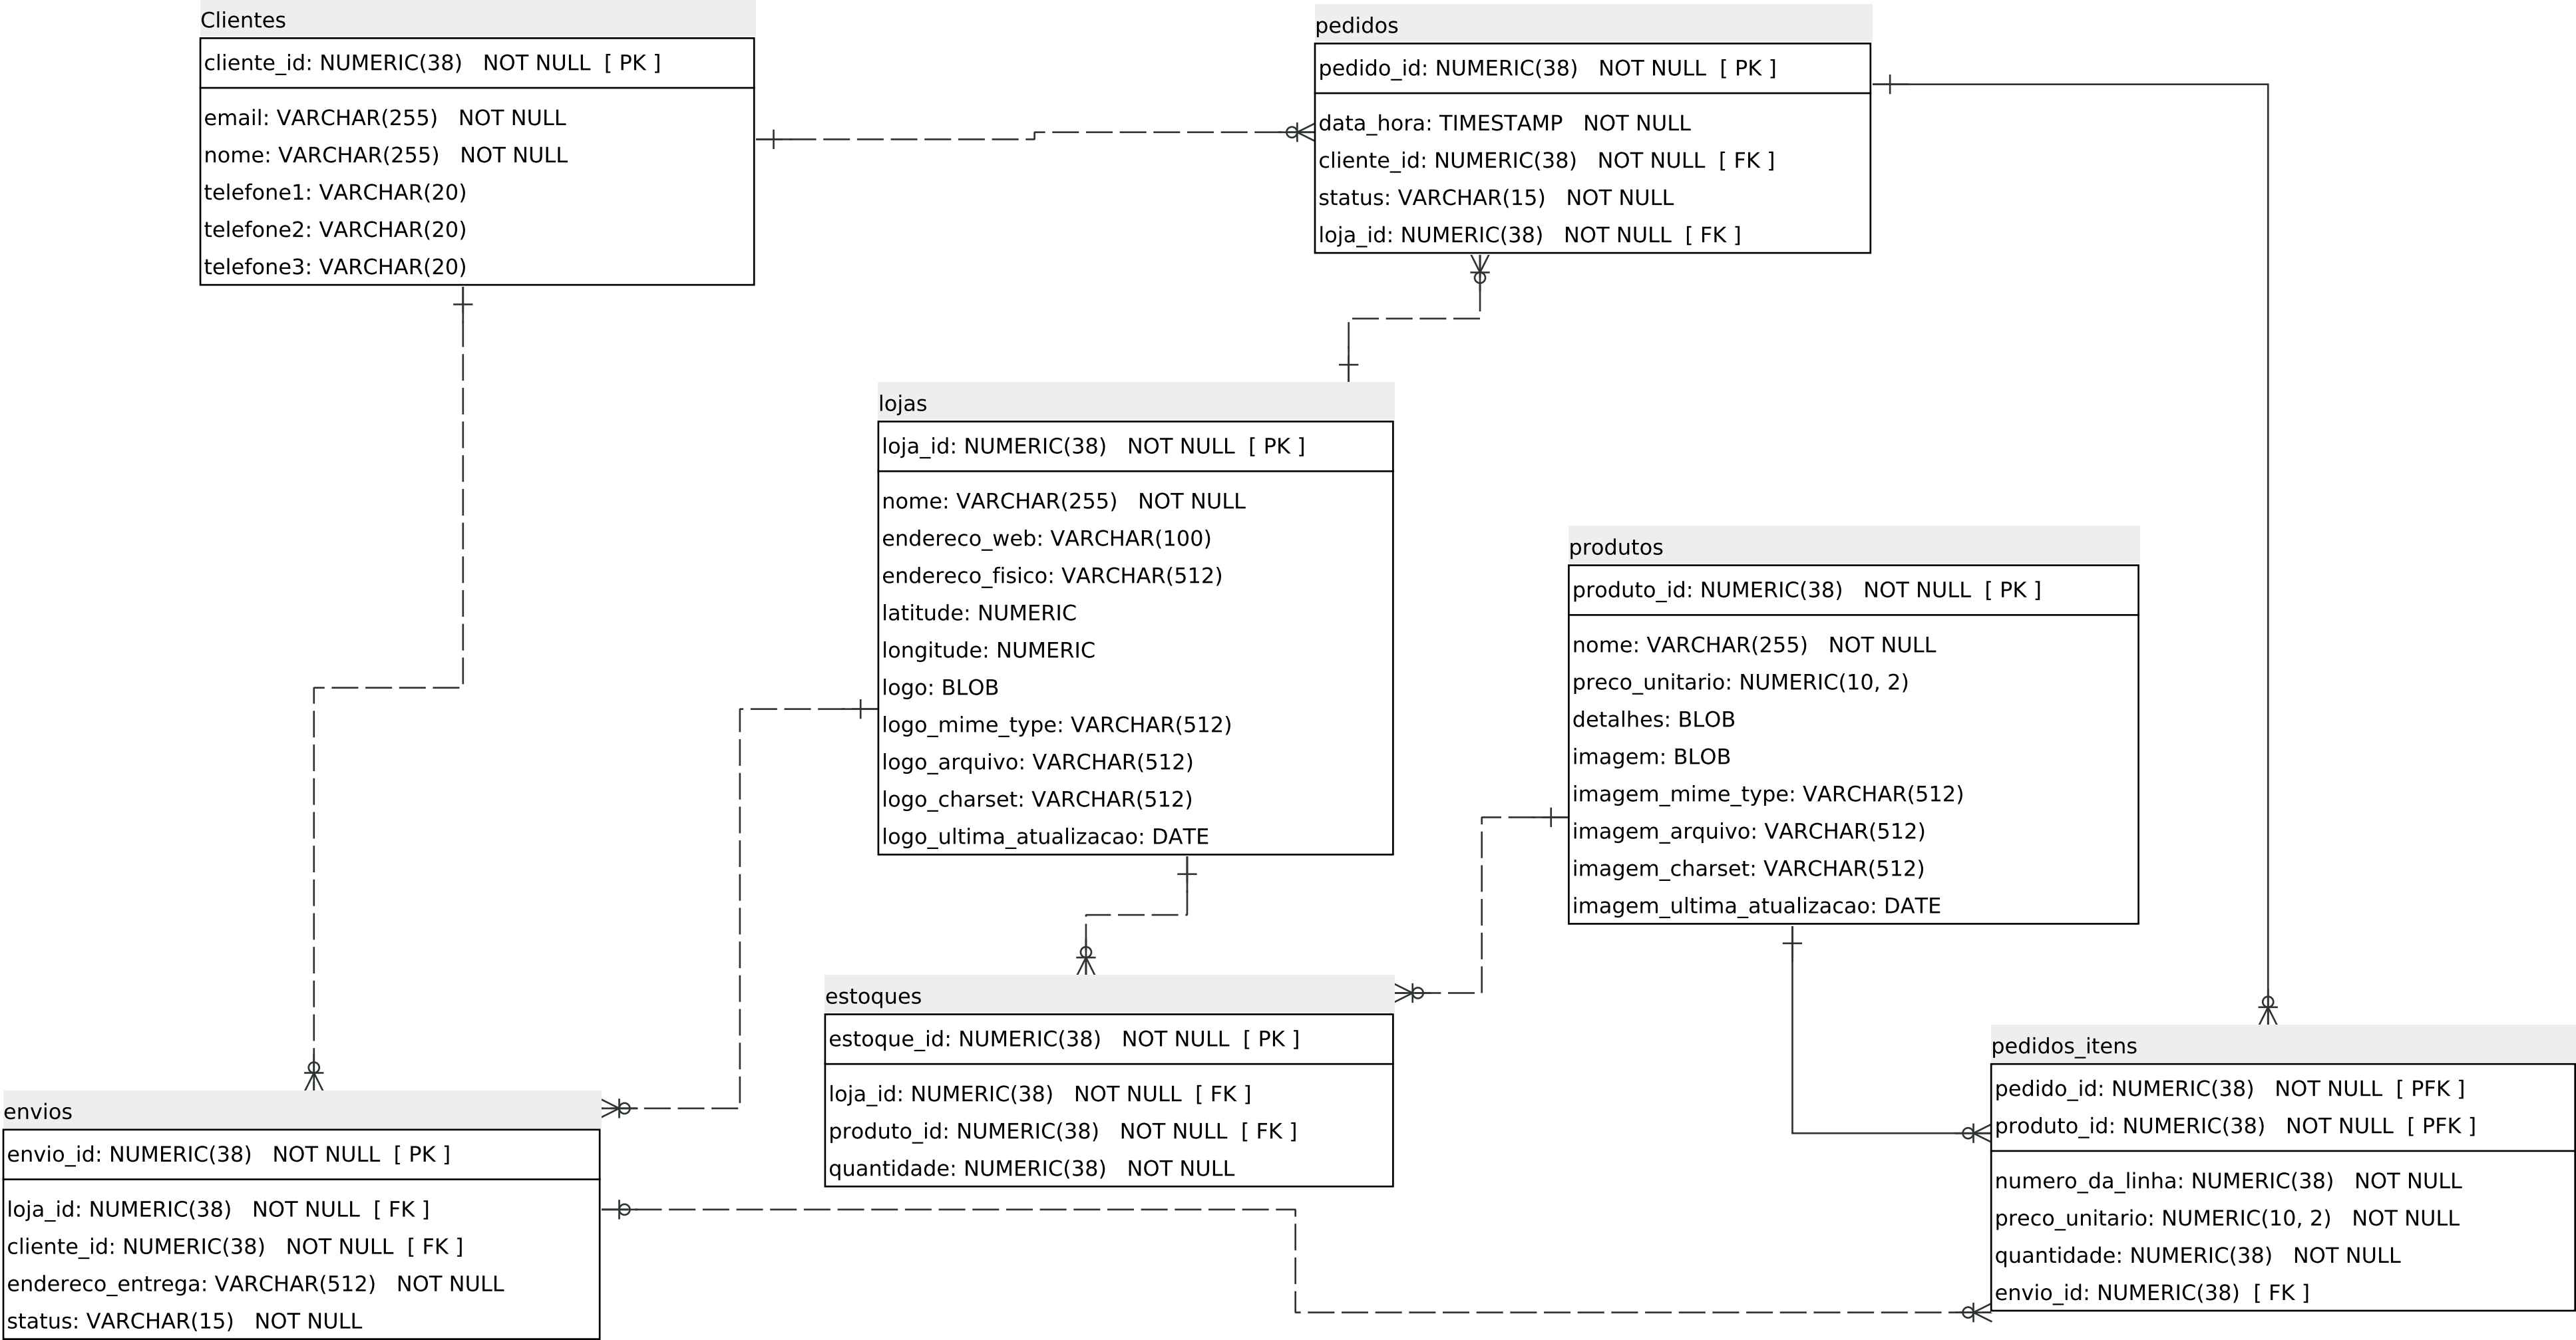 Clientes
cliente_id: NUMERIC(38) NOT NULL [ PK ]
email: VARCHAR(255) NOT NULL
nome: VARCHAR(255) NOT NULL
telefone1: VARCHAR(20)
telefone2: VARCHAR(20)
telefone3: VARCHAR(20)
pedidos
pedido_id: NUMERIC(38) NOT NULL [ PK ]
data_hora: TIMESTAMP NOT NULL
cliente_id: NUMERIC(38) NOT NULL [ FK ]
status: VARCHAR(15) NOT NULL
loja_id: NUMERIC(38) NOT NULL [ FK ]
lojas
loja_id: NUMERIC(38) NOT NULL [ PK ]
nome: VARCHAR(255) NOT NULL
endereco_web: VARCHAR(100)
endereco_fisico: VARCHAR(512)
latitude: NUMERIC
longitude: NUMERIC
logo: BLOB
logo_mime_type: VARCHAR(512)
logo_arquivo: VARCHAR(512)
logo_charset: VARCHAR(512)
logo_ultima_atualizacao: DATE
produtos
produto_id: NUMERIC(38) NOT NULL [ PK ]
nome: VARCHAR(255) NOT NULL
preco_unitario: NUMERIC(10, 2)
detalhes: BLOB
imagem: BLOB
imagem_mime_type: VARCHAR(512)
imagem_arquivo: VARCHAR(512)
imagem_charset: VARCHAR(512)
imagem_ultima_atualizacao: DATE
estoques
estoque_id: NUMERIC(38) NOT NULL [ PK ]
loja_id: NUMERIC(38) NOT NULL [ FK ]
produto_id: NUMERIC(38) NOT NULL [ FK ]
quantidade: NUMERIC(38) NOT NULL
pedidos_itens
pedido_id: NUMERIC(38) NOT NULL [ PFK ]
produto_id: NUMERIC(38) NOT NULL [ PFK ]
numero_da_linha: NUMERIC(38) NOT NULL
preco_unitario: NUMERIC(10, 2) NOT NULL
quantidade: NUMERIC(38) NOT NULL
envio_id: NUMERIC(38) [ FK ]
envios
envio_id: NUMERIC(38) NOT NULL [ PK ]
loja_id: NUMERIC(38) NOT NULL [ FK ]
cliente_id: NUMERIC(38) NOT NULL [ FK ]
endereco_entrega: VARCHAR(512) NOT NULL
status: VARCHAR(15) NOT NULL